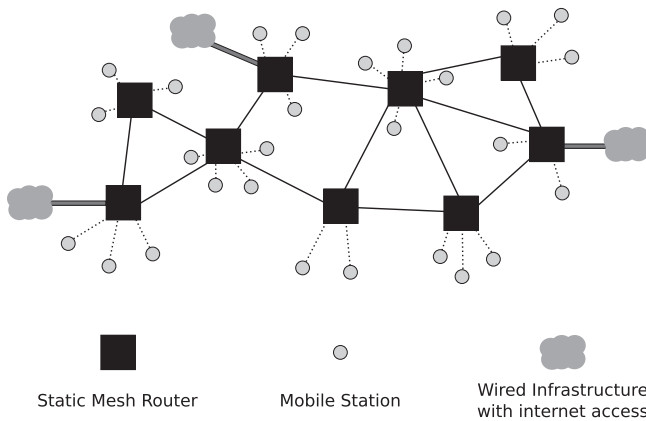 Static Mesh Router
Mobile Station
Wired Infrastructure
with internet access